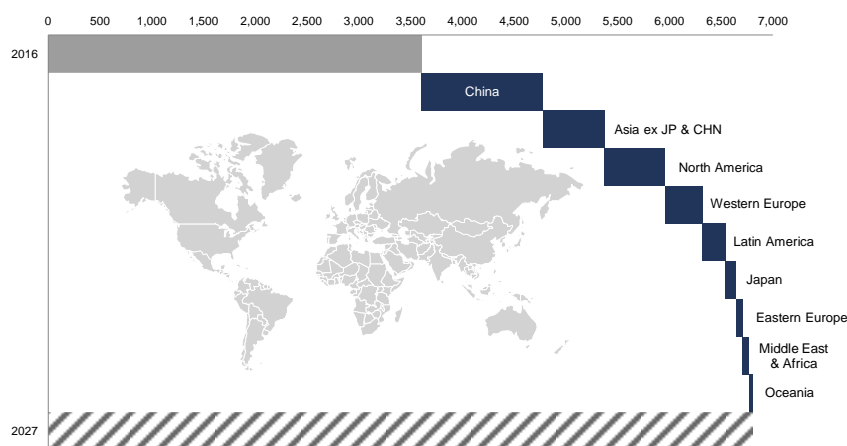 0 500 1,000 1,500 2,000 2,500 3,000 3,500 4,000 4,500 5,000 5,500 6,000 6,500 7,000
2016
China
Asia ex JP & CHN
North America
Western Europe
Latin America
Japan
Eastern Europe
Middle East
& Africa
Oceania
2027